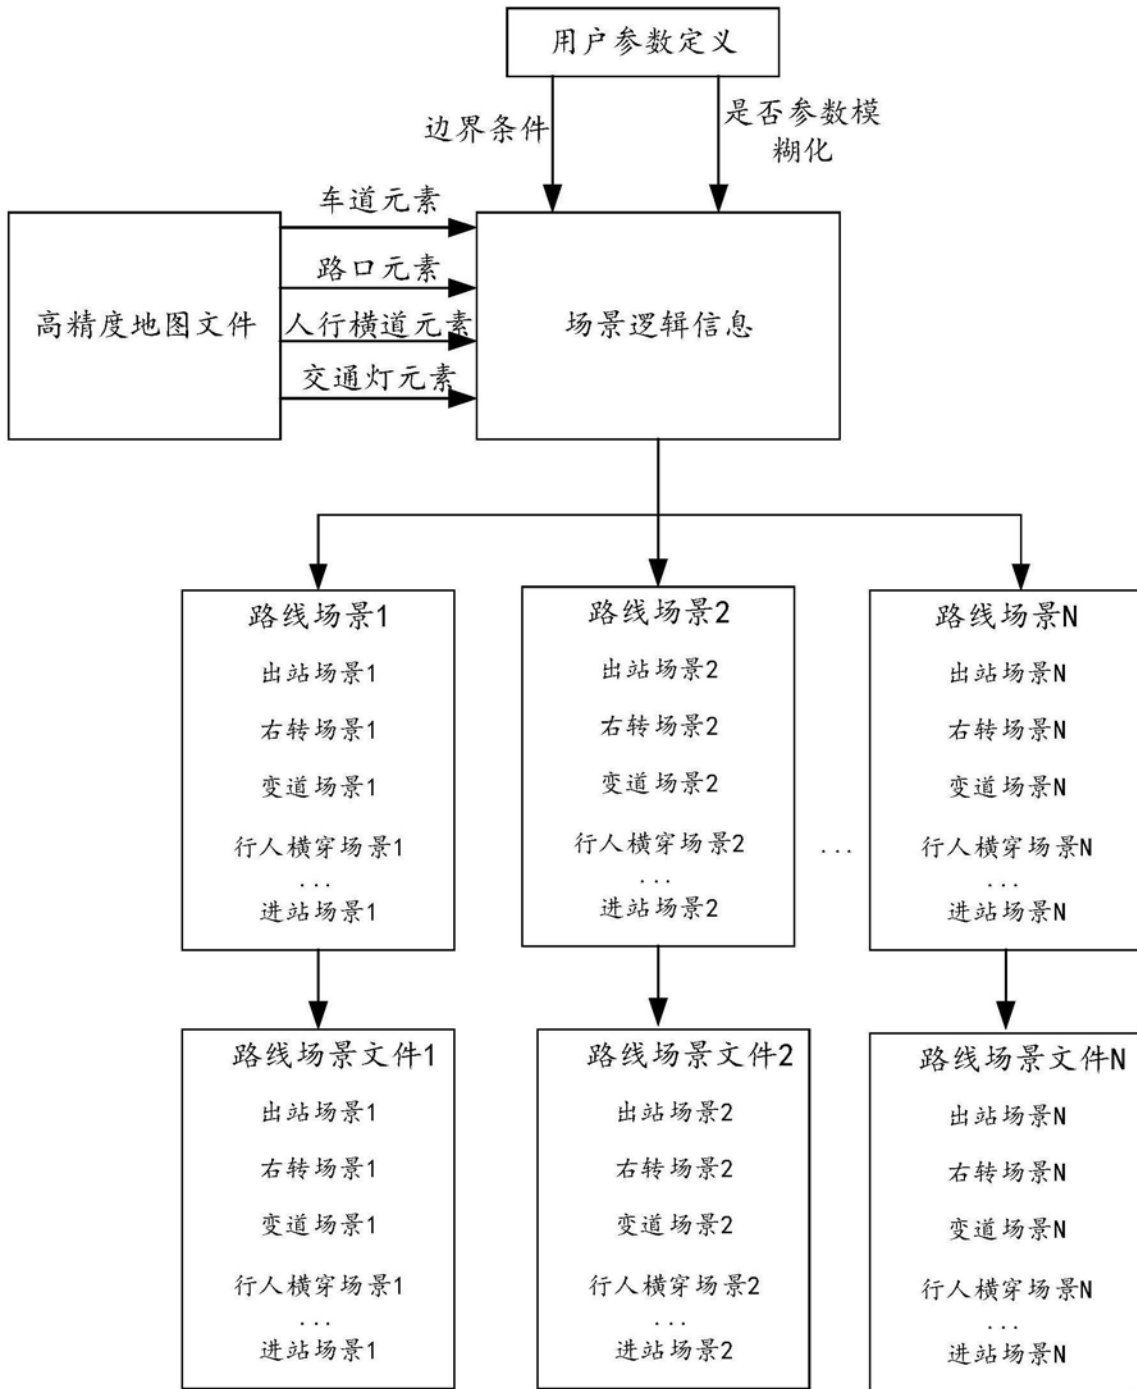 用户参数定义
边界条件
是否参数模
糊化
车道元素
路口元素
高精度地图文件
人行横道元素
场景逻辑信息
交通灯元素
路线场景1
出站场景1
右转场景1
变道场景1
行人横穿场景1
...
进站场景1
路线场景2
出站场景2
右转场景2
变道场景2
行人横穿场景2
...
进站场景2
...
路线场景N
出站场景N
右转场景N
变道场景N
行人横穿场景N
...
进站场景N
路线场景文件1
出站场景1
右转场景1
变道场景1
行人横穿场景1
...
进站场景1
路线场景文件2
出站场景2
右转场景2
变道场景2
行人横穿场景2
...
进站场景2
路线场景文件N
出站场景N
右转场景N
变道场景N
行人横穿场景N
...
进站场景N